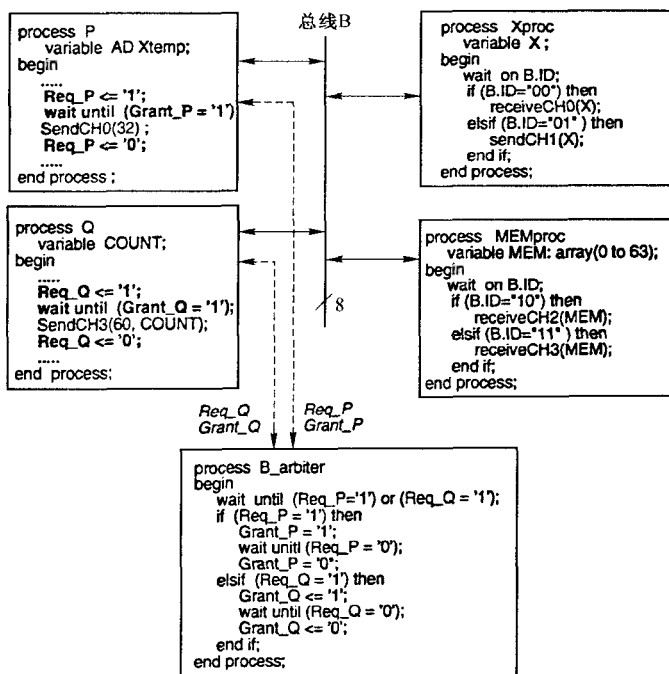 总线B
process P
variable AD Xtemp;
begin
.....
Req_P <= '1';
wait until (Grant_P = '1')
SendCH0(32) ;
Req_P <= '0';
.....
end process ;
process Q
variable COUNT;
begin
.....
Req_Q <= '1';
wait until (Grant_Q = '1');
SendCH3(60, COUNT);
Req_Q <= '0';
.....
end process;
process Xproc
variable X ;
begin
wait on B.ID;
if (B.ID="00") then
receiveCH0(X);
elsif (B.ID="01" ) then
sendCH1(X);
end if;
end process;
process MEMproc
variable MEM: array(0 to 63);
begin
wait on B.ID;
if (B.ID="10") then
receiveCH2(MEM);
elsif (B.ID="11" ) then
receiveCH3(MEM);
end if;
end process;
8
Req_Q
Grant_Q
Req_P
Grant_P
process B_arbiter
begin
wait until (Req_P='1') or (Req_Q = '1');
if (Req_P = '1') then
Grant_P = '1';
wait unitl (Req_P = '0');
Grant_P = '0";
elsif (Req_Q = '1') then
Grant_Q <= '1';
wait until (Req_Q = '0');
Grant_Q <= '0';
end if;
end process;